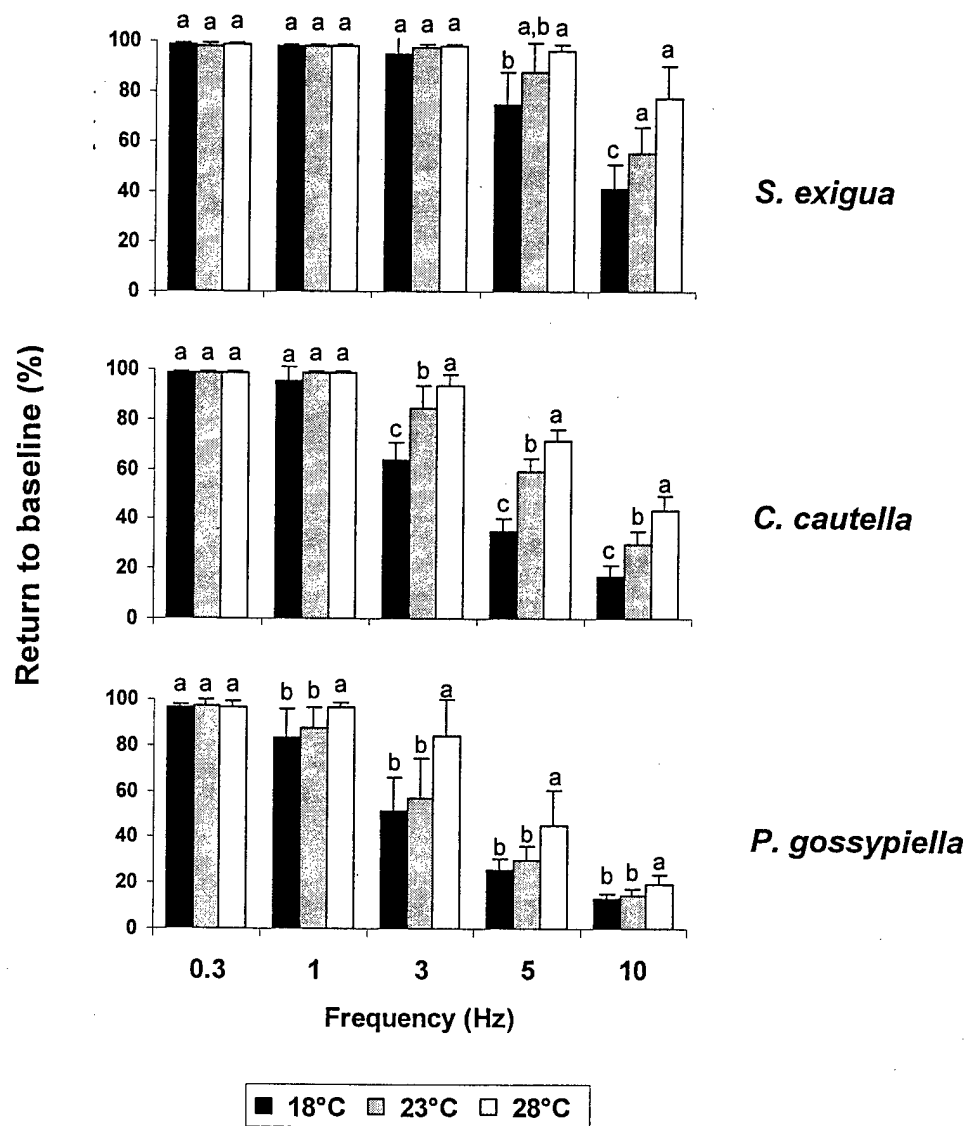 a a a a a a a a a b a,b a c a a
100
80
60
40
20
0
S. exigua
a a a a a a c b a c b a c b a
100
80
60
40
20
0
C. cautella
Return to baseline (%)
a a a b b a b b a b b a b b a
100
80
60
40
20
0
P. gossypiella
0.3 1 3 5 10
Frequency (Hz)
18°C 23°C 28°C